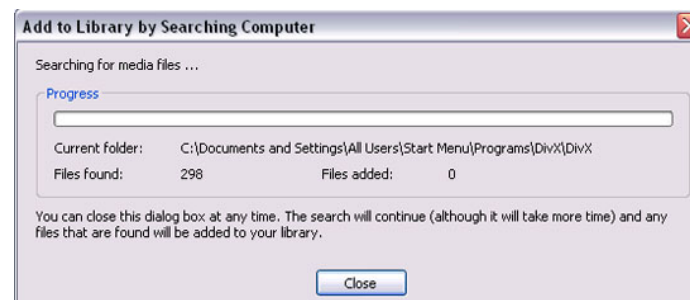 Add to Library by Searching Computer
Searching for media files ...
Progress
Current folder: C:\Documents and Settings\All Users\Start Menu\Programs\DivX\DivX
Files found: 298 Files added: 0
You can close this dialog box at any time. The search will continue (although it will take more time) and any
files that are found will be added to your library.
Close